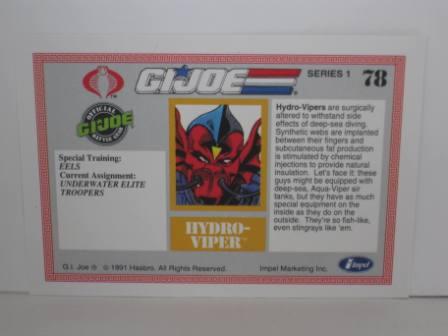 G.I.JOE
SERIES 1
78
TM
OFFICIAL
G.I.JOE
Special Training:
EELS
Current Assignment:
UNDERWATER ELITE
TROOPERS
HYDRO-
VIPER™
Hydro-Vipers are surgically
altered to withstand side
effects of deep-sea diving.
Synthetic webs are implanted
between their fingers and
subcutaneous fat production
is stimulated by chemical
injections to provide natural
insulation. Let's face it: these
guys might be equipped with
deep-sea, Aqua-Viper air
tanks, but they have as much
special equipment on the
inside as they do on the
outside. They're so fish-like,
even stingrays like 'em.
G.I. Joe ® © 1991 Hasbro. All Rights Reserved.
Impel Marketing Inc.
impel